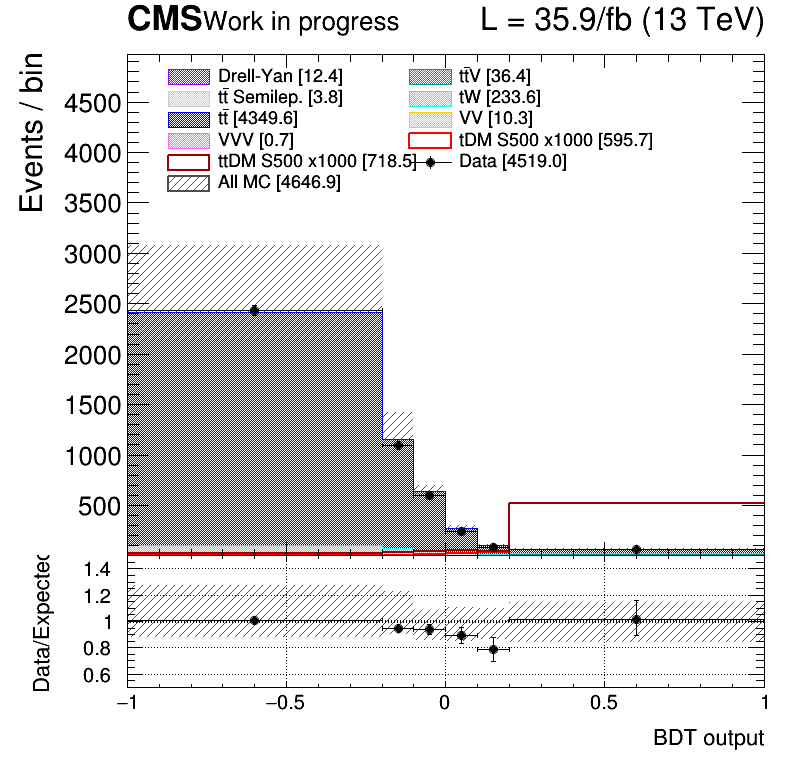 CMS Work in progress L = 35.9/fb (13 TeV)
Events / bin
Drell-Yan [12.4] tt̄V [36.4]
tt̄ Semilep. [3.8] tW [233.6]
tt̄ [4349.6] VV [10.3]
VVV [0.7] tDM S500 x1000 [595.7]
ttDM S500 x1000 [718.5] Data [4519.0]
All MC [4646.9]
4500
4000
3500
3000
2500
2000
1500
1000
500
Data/Expected
1.4
1.2
1
0.8
0.6
−1 −0.5 0 0.5 1
BDT output